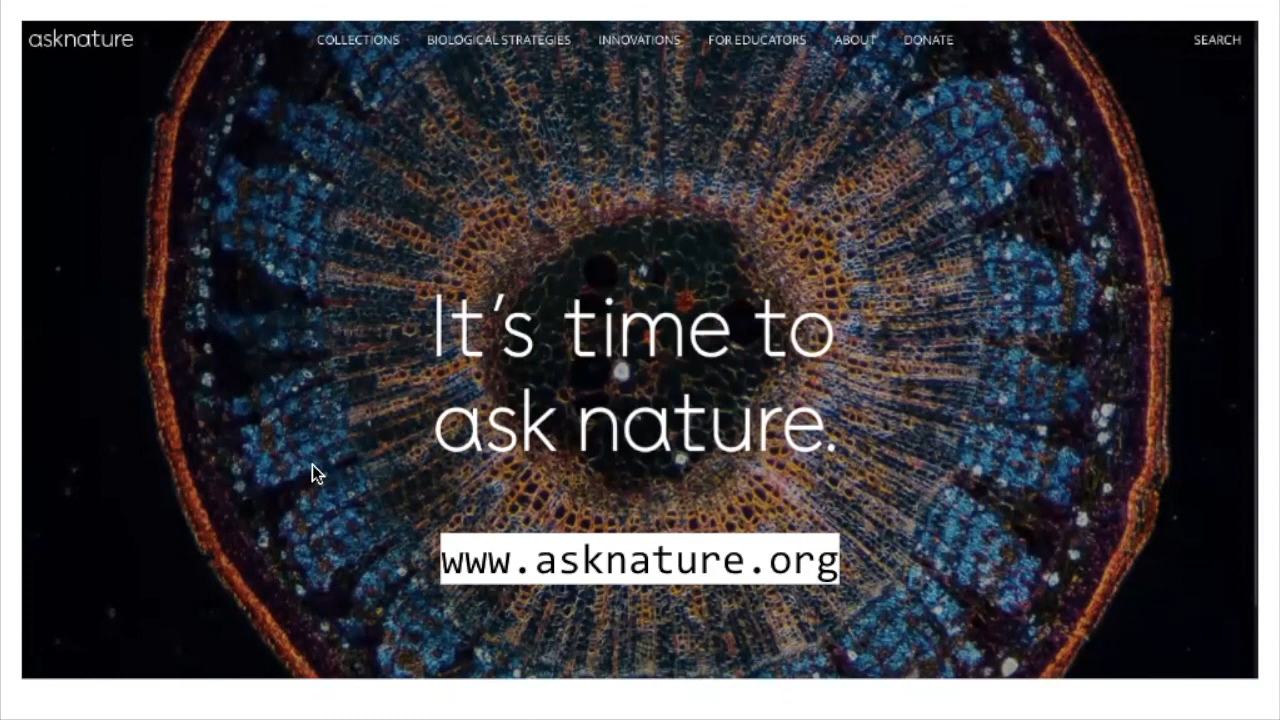 asknature
COLLECTIONS BIOLOGICAL STRATEGIES INNOVATIONS FOR EDUCATORS ABOUT DONATE SEARCH
It's time to
ask nature.
www.asknature.org